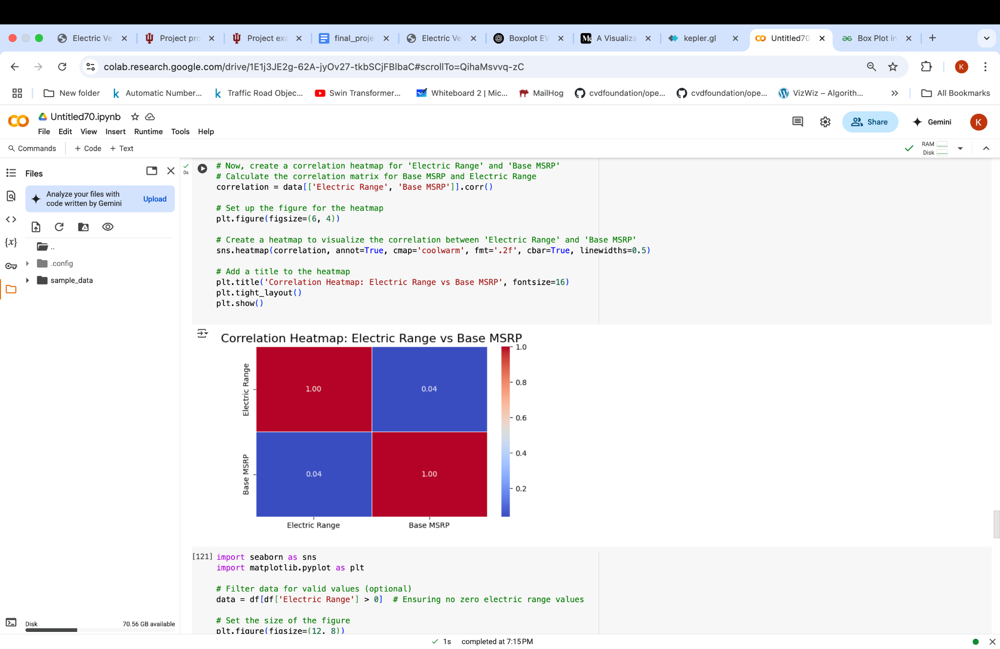 Electric Ve
Project pro
Project exa
final_proje
Electric Ve
Boxplot EV
A Visualiza
kepler.gl
Untitled70
Box Plot in
colab.research.google.com/drive/1E1j3JE2g-62A-jyOv27-tkbSCjFBlbaC#scrollTo=QihaMsvvq-zC
K
New folder
Automatic Number...
Traffic Road Objec...
Swin Transformer...
Whiteboard 2 | Mic...
MailHog
cvdfoundation/ope...
cvdfoundation/ope...
VizWiz – Algorith...
All Bookmarks
Untitled70.ipynb
File Edit View Insert Runtime Tools Help
Share
Gemini
K
Commands
+ Code + Text
RAM
Disk
Files
Analyze your files with
code written by Gemini
Upload
..
.config
sample_data
Disk
70.56 GB available
0s
# Now, create a correlation heatmap for 'Electric Range' and 'Base MSRP'
# Calculate the correlation matrix for Base MSRP and Electric Range
correlation = data[['Electric Range', 'Base MSRP']].corr()
# Set up the figure for the heatmap
plt.figure(figsize=(6, 4))
# Create a heatmap to visualize the correlation between 'Electric Range' and 'Base MSRP'
sns.heatmap(correlation, annot=True, cmap='coolwarm', fmt='.2f', cbar=True, linewidths=0.5)
# Add a title to the heatmap
plt.title('Correlation Heatmap: Electric Range vs Base MSRP', fontsize=16)
plt.tight_layout()
plt.show()
Correlation Heatmap: Electric Range vs Base MSRP
Electric Range
Base MSRP
1.00
0.04
0.04
1.00
Electric Range
Base MSRP
1.0
0.8
0.6
0.4
0.2
[121] import seaborn as sns
import matplotlib.pyplot as plt
# Filter data for valid values (optional)
data = df[df['Electric Range'] > 0]  # Ensuring no zero electric range values
# Set the size of the figure
plt.figure(figsize=(12, 8))
1s completed at 7:15 PM